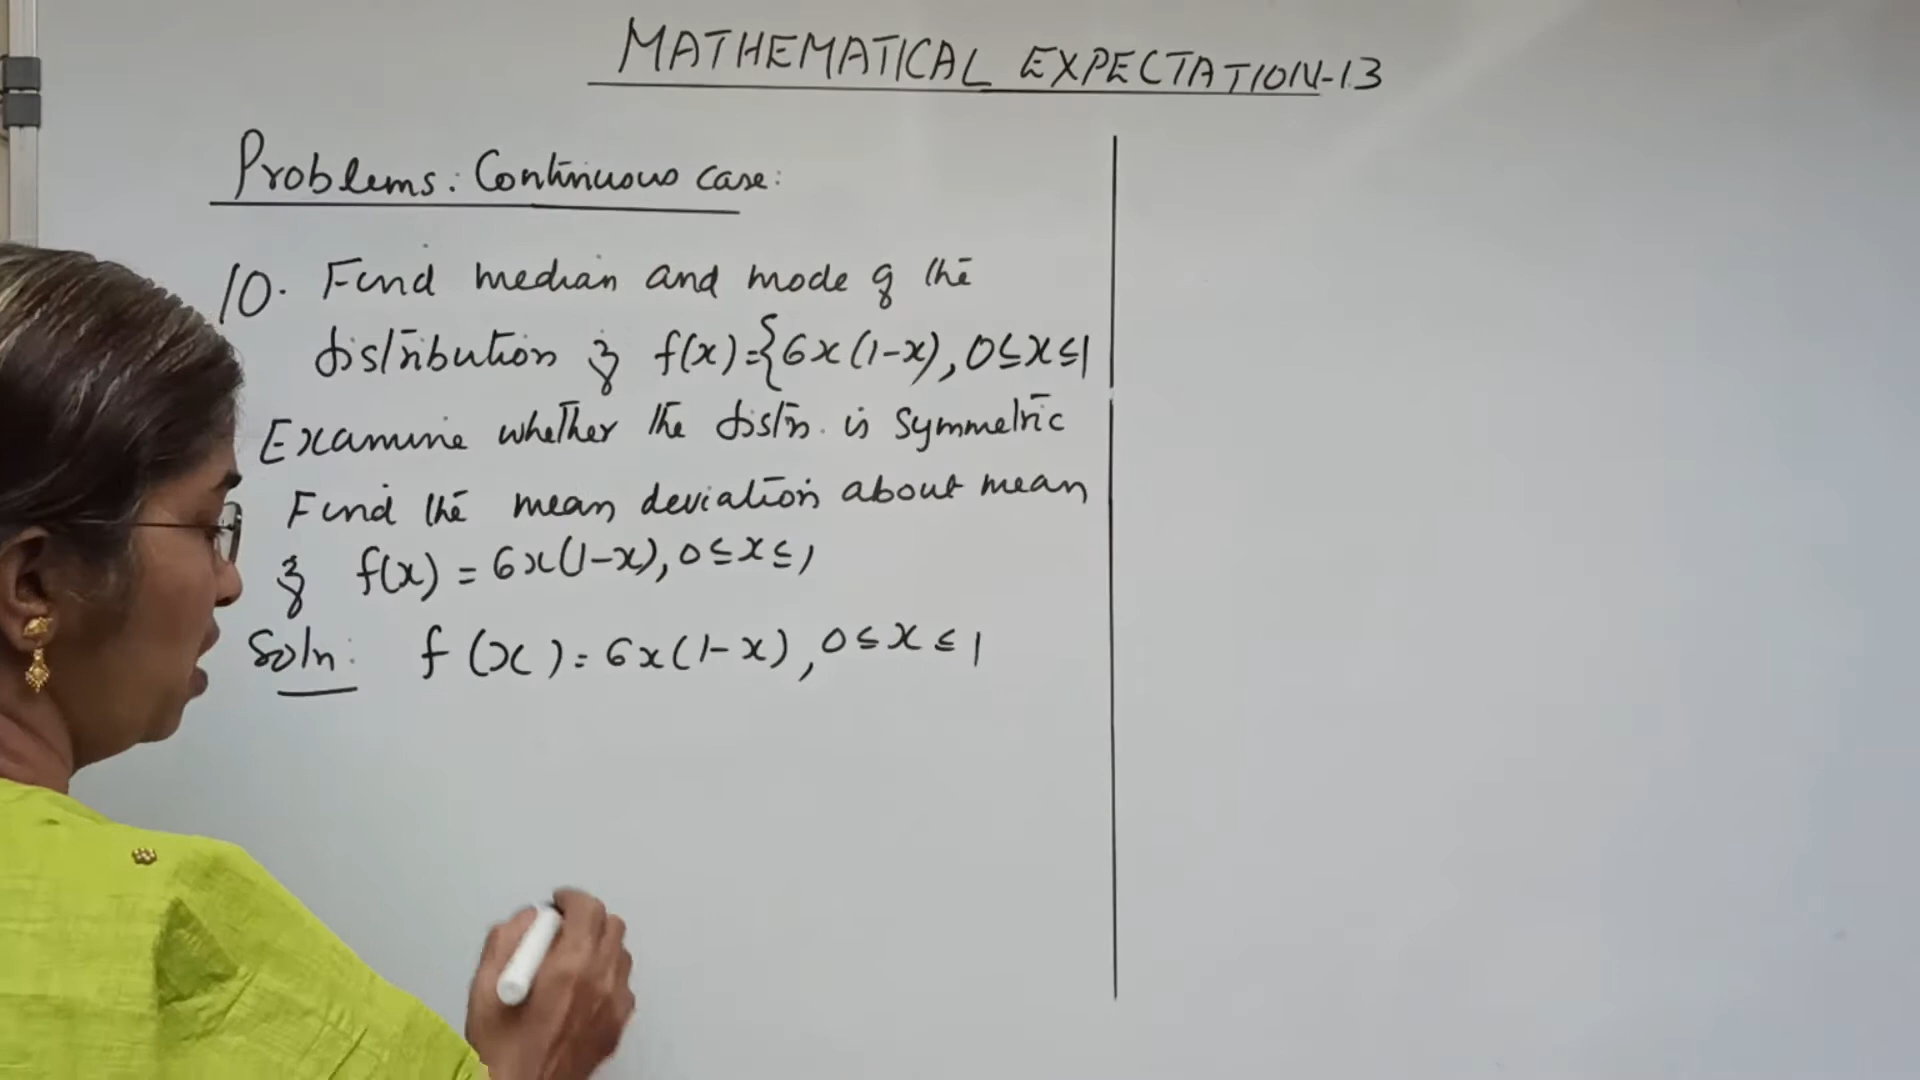 MATHEMATICAL EXPECTATION-13
Problems: Continuous case:
10. Find median and mode of the
distribution if f(x)={6x(1-x), 0≤x≤1
Examine whether the distn. is Symmetric
Find the mean deviation about mean
if f(x) = 6x(1-x), 0≤x≤1
Soln: f(x)=6x(1-x), 0≤x≤1